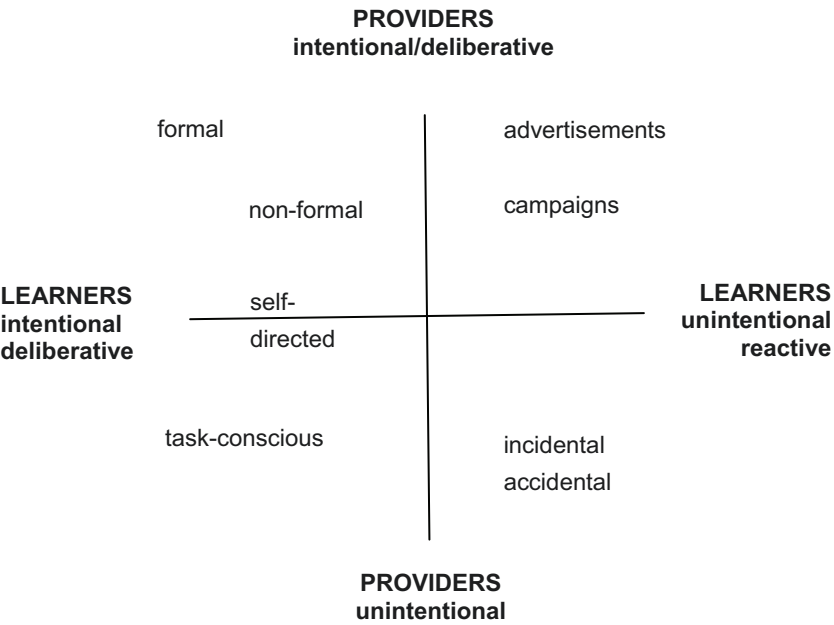 PROVIDERS
intentional/deliberative
formal
advertisements
non-formal
campaigns
LEARNERS
intentional
deliberative
self-
directed
LEARNERS
unintentional
reactive
task-conscious
incidental
accidental
PROVIDERS
unintentional